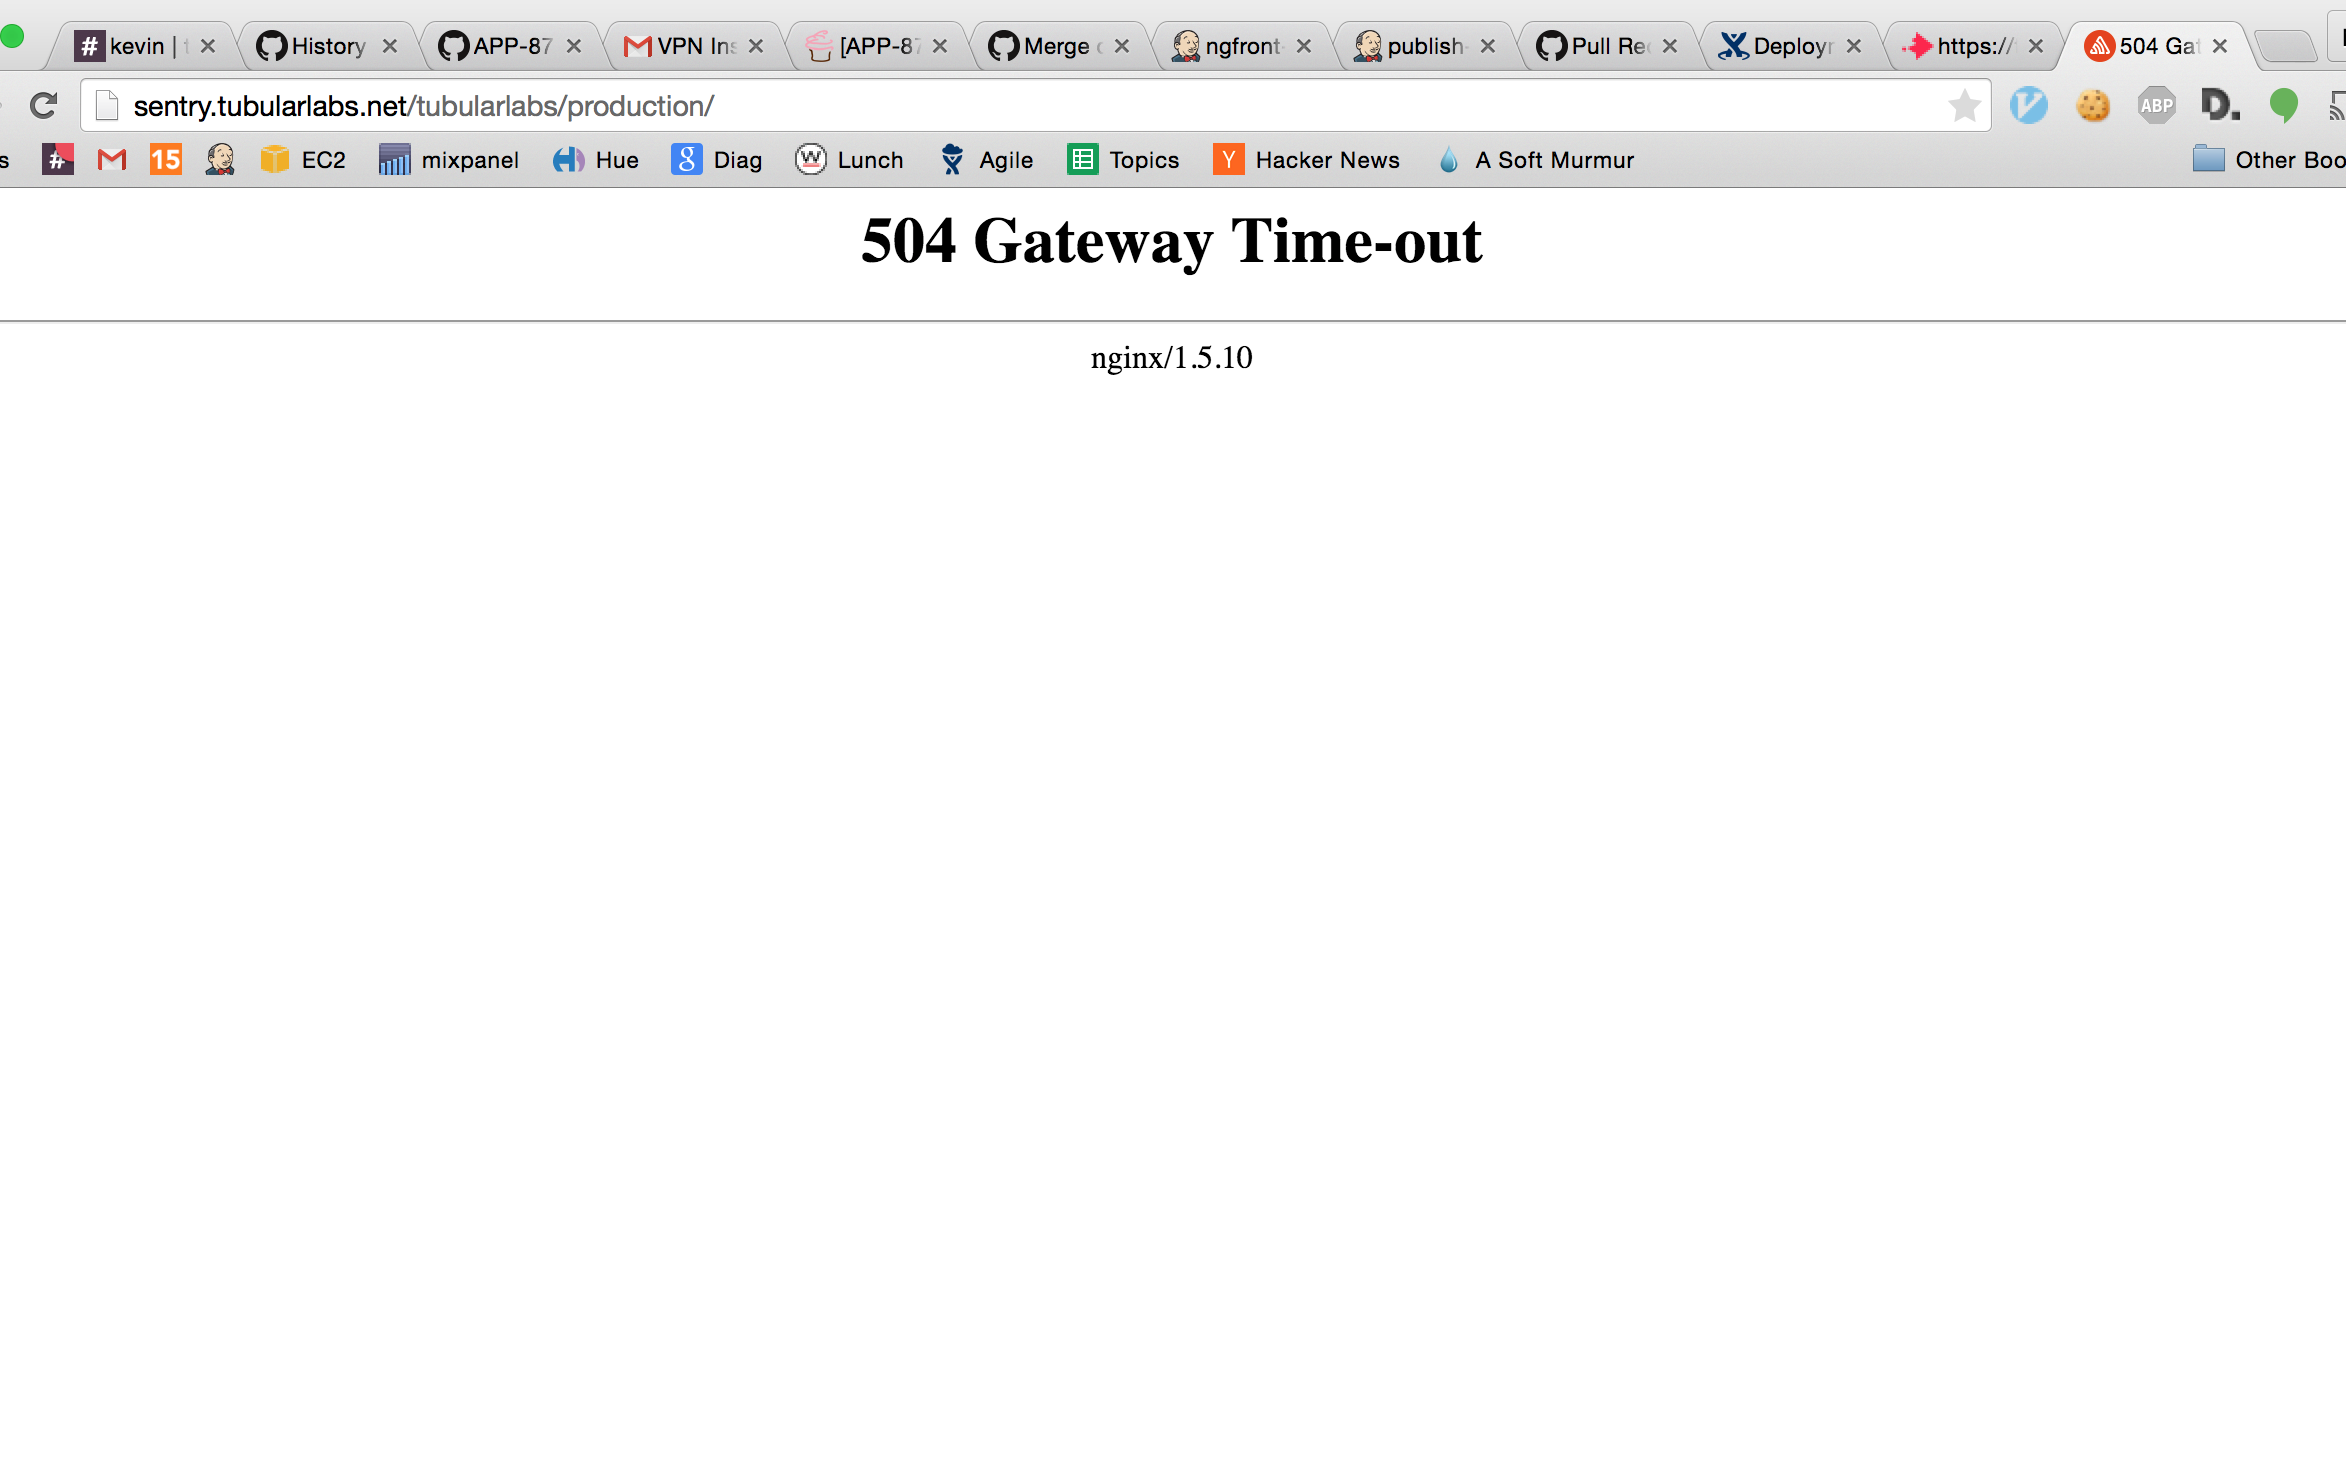 # kevin | History APP-87 VPN Ins [APP-87 Merge ngfront- publish- Pull Re Deploy https:// 504 Gat
sentry.tubularlabs.net/tubularlabs/production/ ABP D.
s # 15 EC2 mixpanel Hue g Diag W Lunch Agile Topics Y Hacker News A Soft Murmur Other Boo
504 Gateway Time-out
nginx/1.5.10